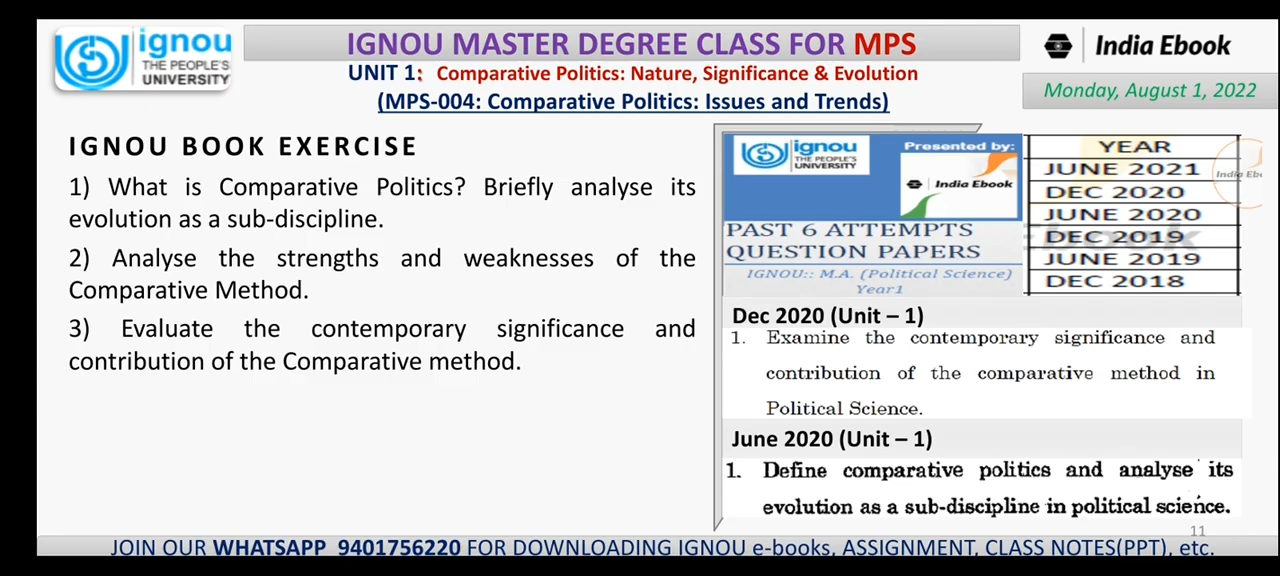 ignou
THE PEOPLE'S
UNIVERSITY
IGNOU MASTER DEGREE CLASS FOR MPS
UNIT 1: Comparative Politics: Nature, Significance & Evolution
(MPS-004: Comparative Politics: Issues and Trends)
India Ebook
Monday, August 1, 2022
IGNOU BOOK EXERCISE
1) What is Comparative Politics? Briefly analyse its
evolution as a sub-discipline.
2) Analyse the strengths and weaknesses of the
Comparative Method.
3) Evaluate the contemporary significance and
contribution of the Comparative method.
ignou
THE PEOPLE'S
UNIVERSITY
Presented by:
India Ebook
PAST 6 ATTEMPTS
QUESTION PAPERS
IGNOU:: M.A. (Political Science)
Year1
YEAR
JUNE 2021
DEC 2020
JUNE 2020
DEC 2019
JUNE 2019
DEC 2018
Dec 2020 (Unit – 1)
1. Examine the contemporary significance and
contribution of the comparative method in
Political Science.
June 2020 (Unit – 1)
1. Define comparative politics and analyse its
evolution as a sub-discipline in political science.
11
JOIN OUR WHATSAPP 9401756220 FOR DOWNLOADING IGNOU e-books, ASSIGNMENT, CLASS NOTES(PPT), etc.